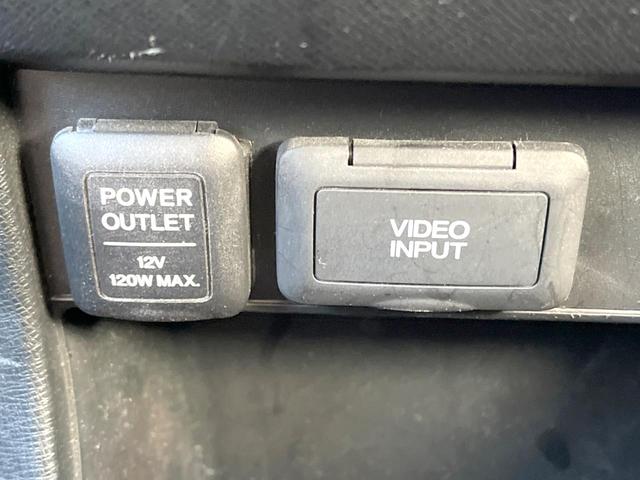 POWER
OUTLET
12V
120W MAX.
VIDEO
INPUT